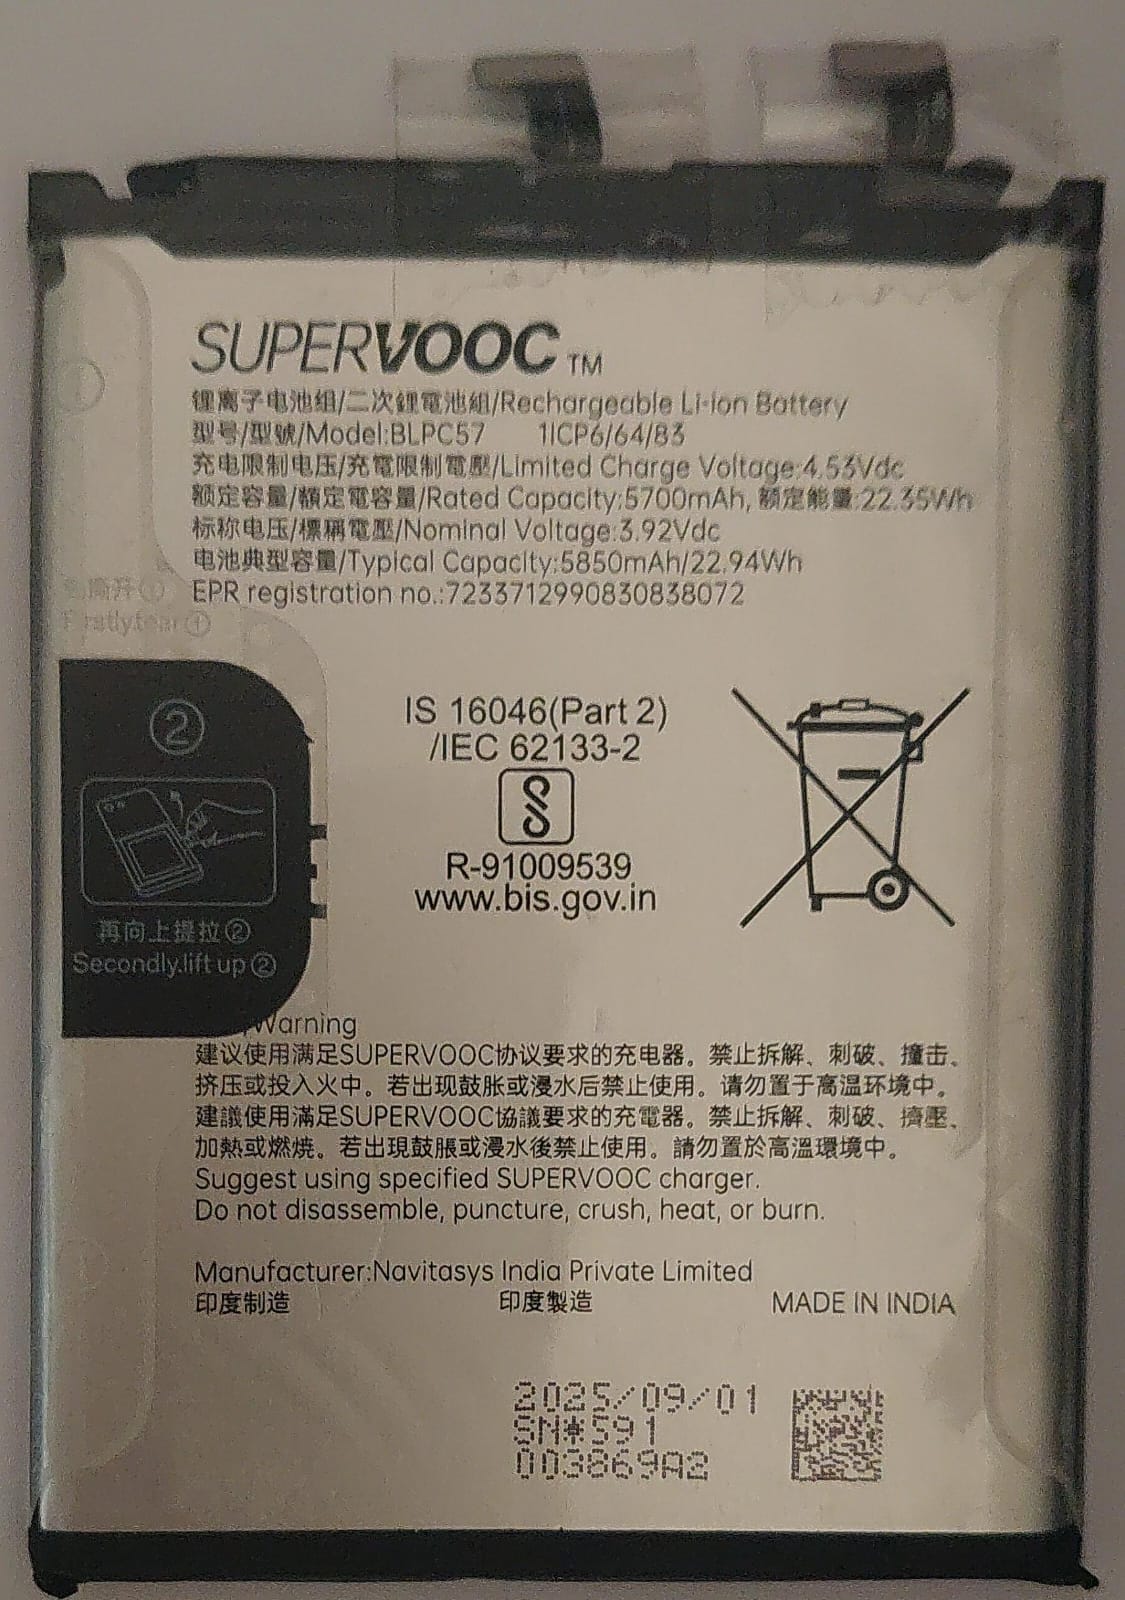 SUPERVOOC TM
锂离子电池组/二次鋰電池組/Rechargeable Li-ion Battery
型号/型號/Model:BLPC57 1ICP6/64/83
充电限制电压/充電限制電壓/Limited Charge Voltage:4.53Vdc
额定容量/額定電容量/Rated Capacity:5700mAh, 额定能量:22.35Wh
标称电压/標稱電壓/Nominal Voltage:3.92Vdc
电池典型容量/Typical Capacity:5850mAh/22.94Wh
EPR registration no.:7233712990830838072
①
撕开①
Firstly.tear①
②
再向上提拉②
Secondly.lift up②
IS 16046(Part 2)
/IEC 62133-2
R-91009539
www.bis.gov.in
Warning
建议使用满足SUPERVOOC协议要求的充电器。禁止拆解、刺破、撞击、
挤压或投入火中。若出现鼓胀或浸水后禁止使用。请勿置于高温环境中。
建議使用滿足SUPERVOOC協議要求的充電器。禁止拆解、刺破、擠壓、
加熱或燃燒。若出現鼓脹或浸水後禁止使用。請勿置於高溫環境中。
Suggest using specified SUPERVOOC charger.
Do not disassemble, puncture, crush, heat, or burn.
Manufacturer:Navitasys India Private Limited
印度制造 印度製造 MADE IN INDIA
2025/09/01
SN*591
003869A2